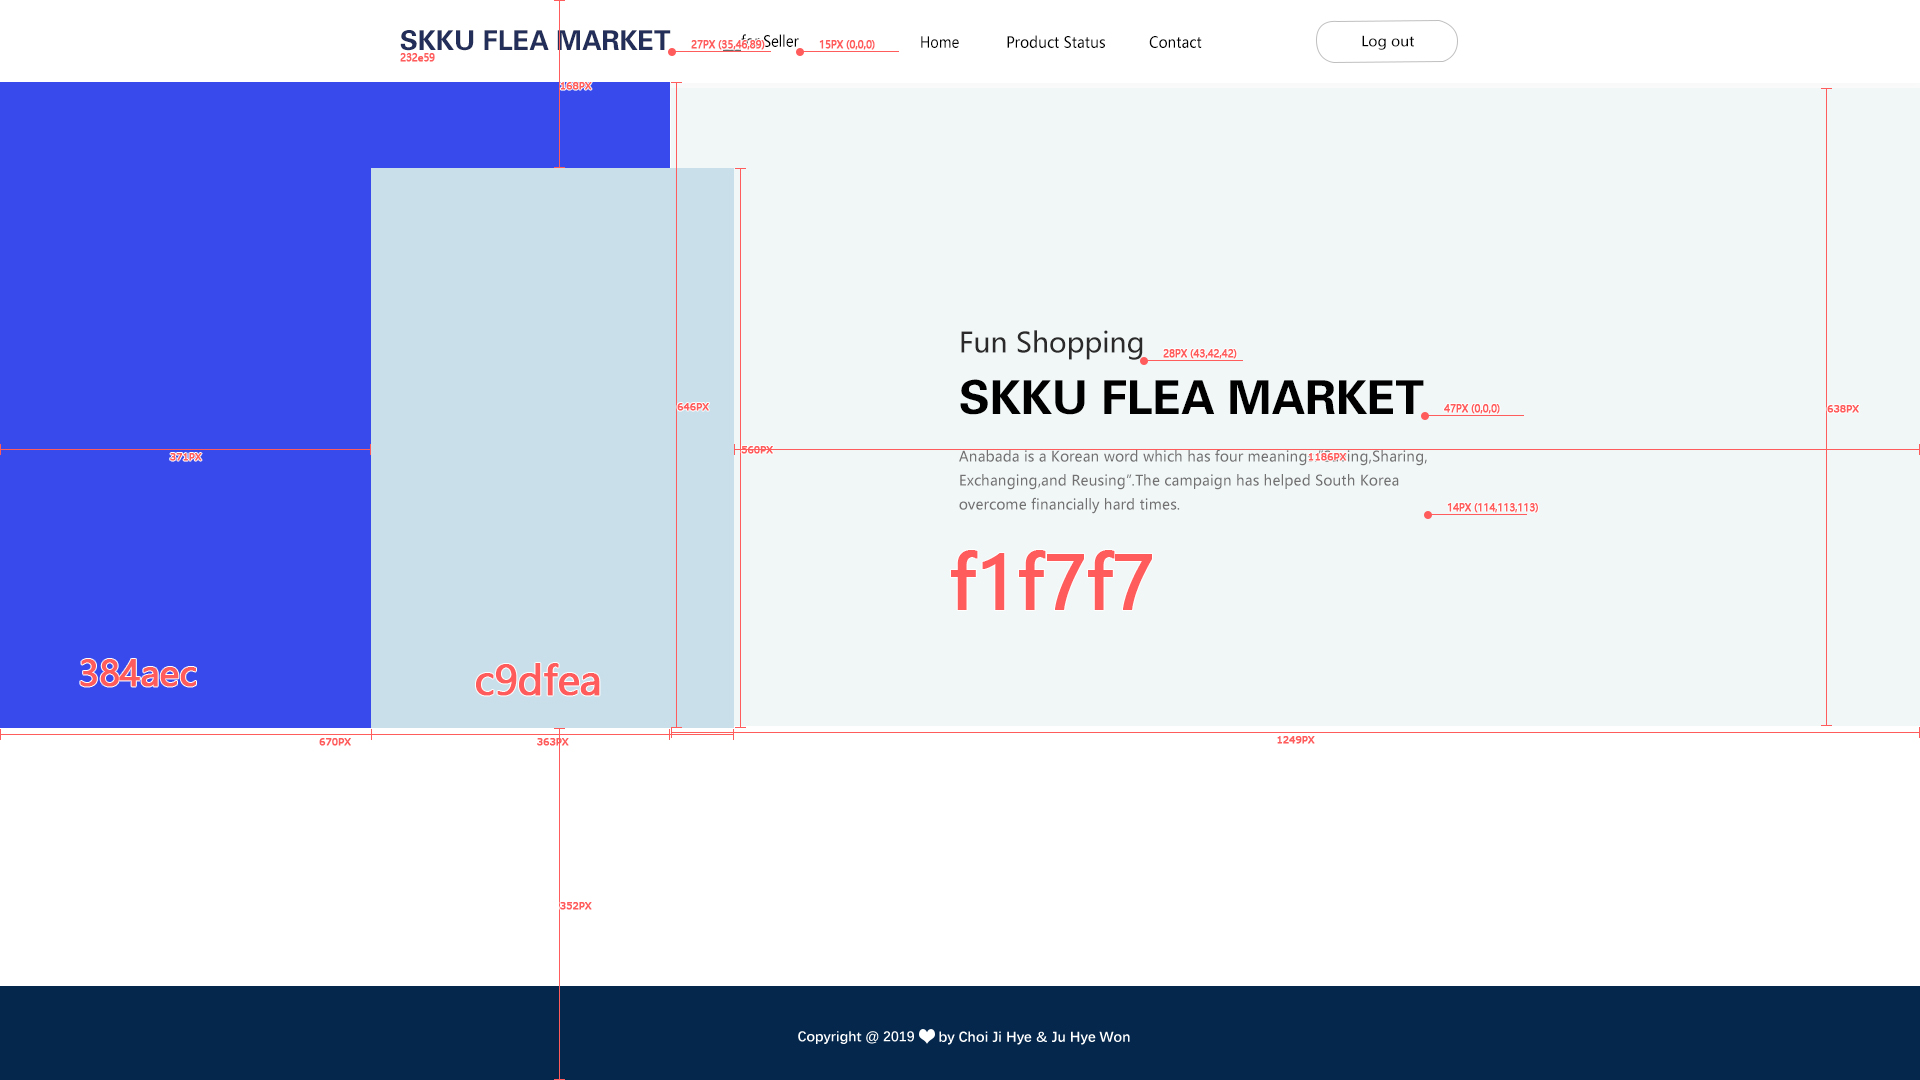 SKKU FLEA MARKET
232e59
27PX (35,46,89)
Seller
15PX (0,0,0)
Home
Product Status
Contact
Log out
168PX
Fun Shopping
28PX (43,42,42)
SKKU FLEA MARKET
47PX (0,0,0)
646PX
638PX
371PX
560PX
1186PX
Anabada is a Korean word which has four meaning ,Sharing,
Exchanging,and Reusing”.The campaign has helped South Korea
overcome financially hard times.
14PX (114,113,113)
f1f7f7
384aec
c9dfea
670PX
363PX
1249PX
352PX
Copyright @ 2019 ❤ by Choi Ji Hye & Ju Hye Won